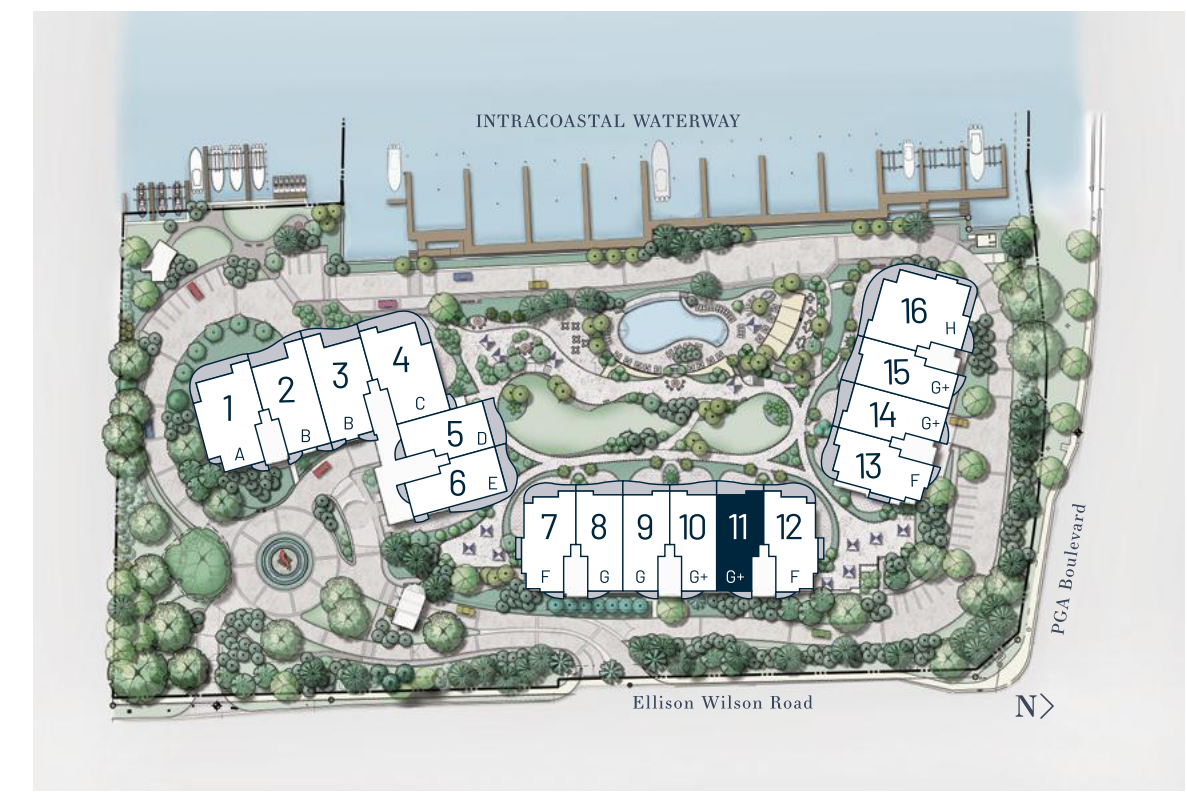 INTRACOASTAL WATERWAY
16
H
15
G+
14
G+
13
F
1
A
2
B
3
B
4
C
5
D
6
E
7
F
8
G
9
G
10
G+
11
G+
12
F
PGA Boulevard
Ellison Wilson Road
N